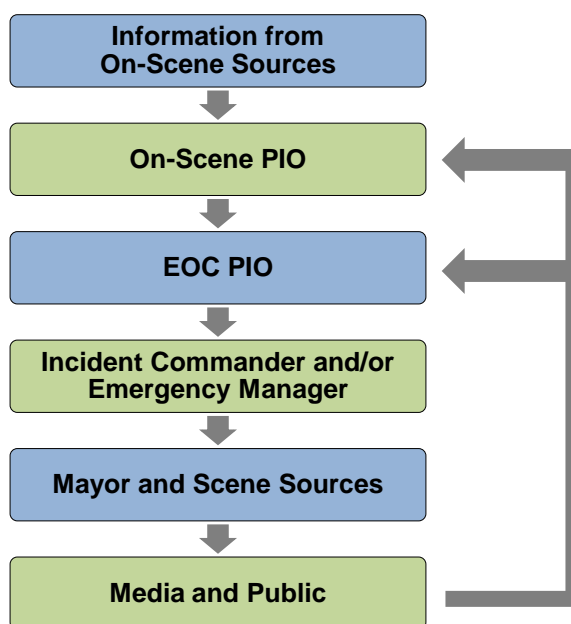 Information from
On-Scene Sources
On-Scene PIO
EOC PIO
Incident Commander and/or
Emergency Manager
Mayor and Scene Sources
Media and Public